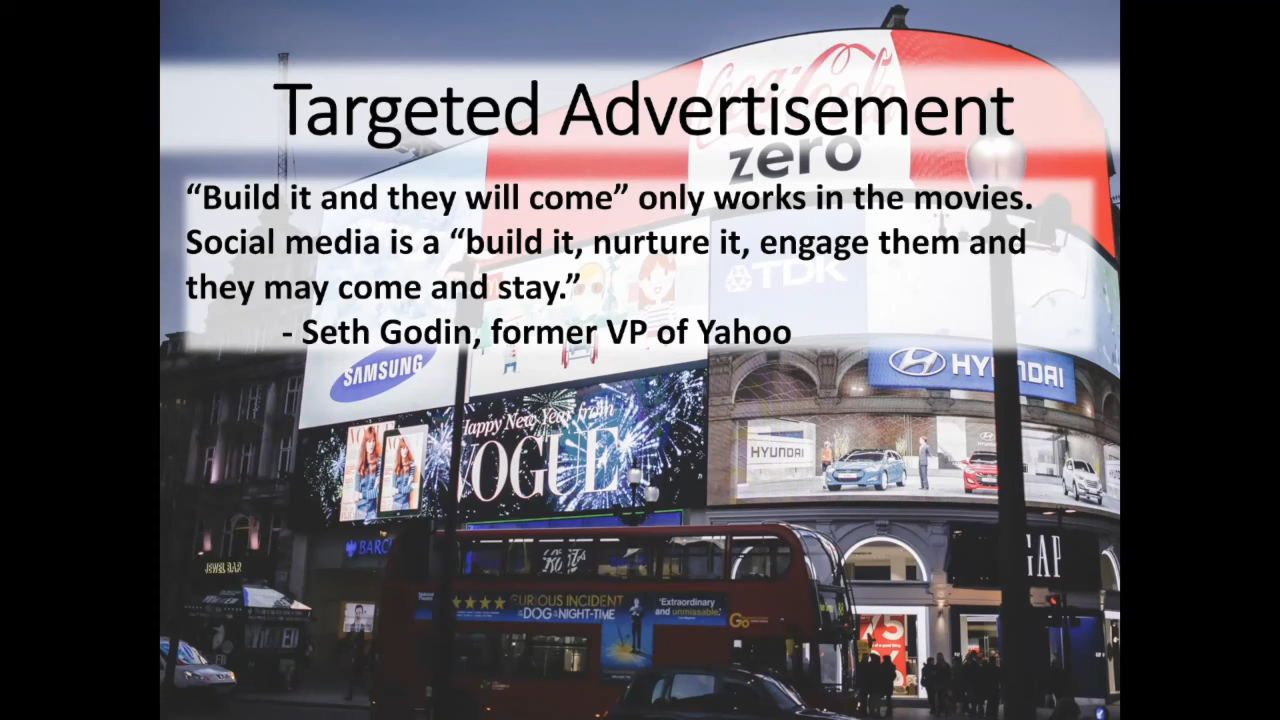 Targeted Advertisement
“Build it and they will come” only works in the movies.
Social media is a “build it, nurture it, engage them and
they may come and stay.”
- Seth Godin, former VP of Yahoo
Coca-Cola
zero
TDK
SAMSUNG
HYUNDAI
Happy New Year from
VOGUE
HYUNDAI
GAP
CURIOUS INCIDENT
DOG NIGHT-TIME
‘Extraordinary
and unmissable.’
Go
75